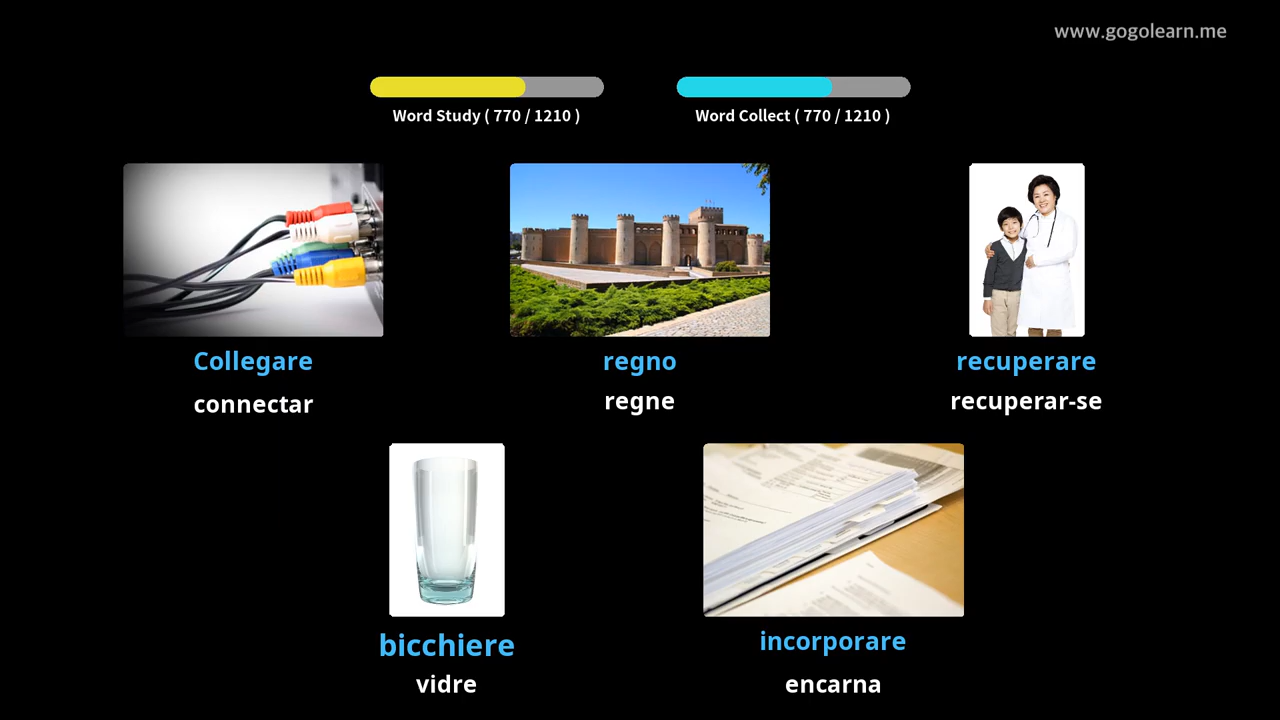 www.gogolearn.me
Word Study ( 770 / 1210 )
Word Collect ( 770 / 1210 )
Collegare
connectar
regno
regne
recuperare
recuperar-se
bicchiere
vidre
incorporare
encarna